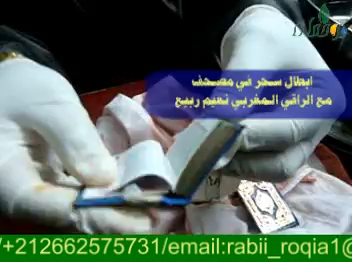 ابطال سحر في مصحف
مع الراقي المغربي نعيم ربيع
/+212662575731/email:rabii_roqia1@